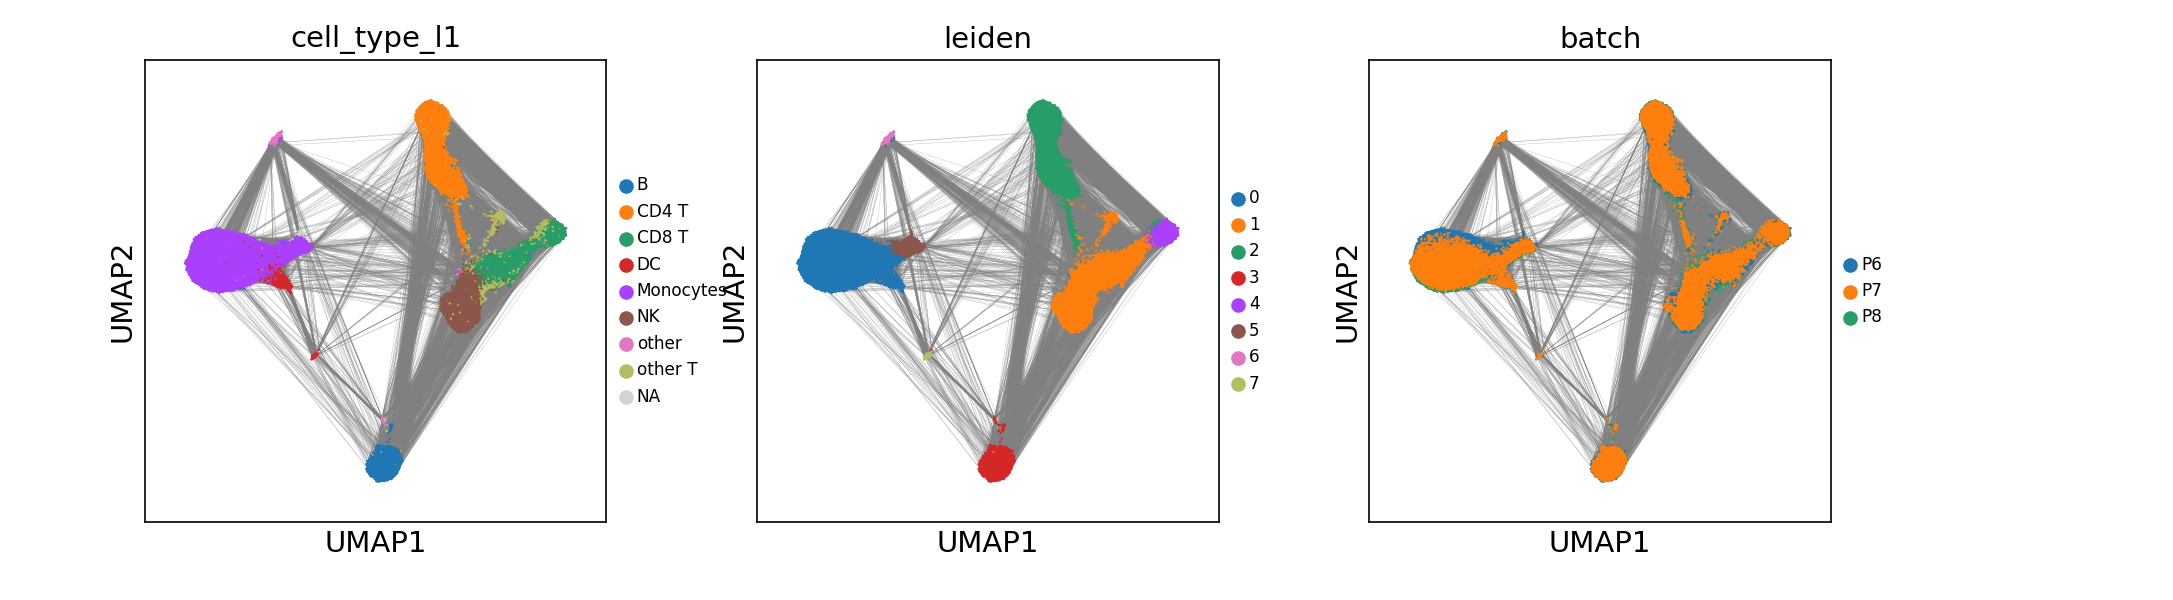 cell_type_l1
UMAP2
UMAP1
B
CD4 T
CD8 T
DC
Monocytes
NK
other
other T
NA
leiden
UMAP2
UMAP1
0
1
2
3
4
5
6
7
batch
UMAP2
UMAP1
P6
P7
P8